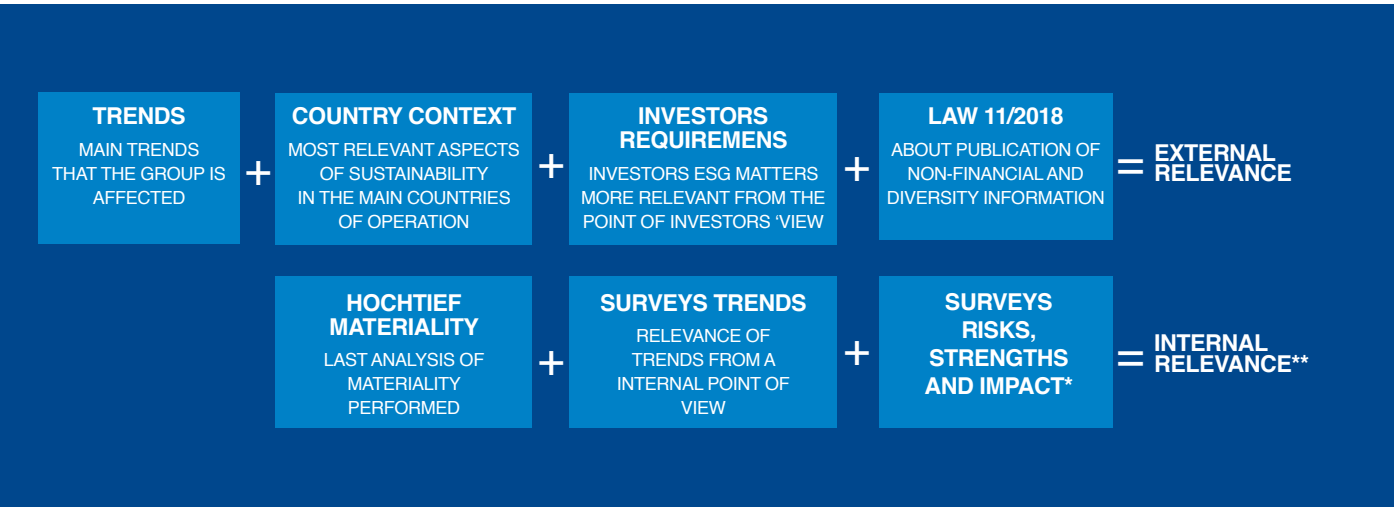 TRENDS
MAIN TRENDS
THAT THE GROUP IS
AFFECTED
+
COUNTRY CONTEXT
MOST RELEVANT ASPECTS
OF SUSTAINABILITY
IN THE MAIN COUNTRIES
OF OPERATION
+
INVESTORS
REQUIREMENS
INVESTORS ESG MATTERS
MORE RELEVANT FROM THE
POINT OF INVESTORS ‘VIEW
+
LAW 11/2018
ABOUT PUBLICATION OF
NON-FINANCIAL AND
DIVERSITY INFORMATION
=
EXTERNAL
RELEVANCE
HOCHTIEF
MATERIALITY
LAST ANALYSIS OF
MATERIALITY
PERFORMED
+
SURVEYS TRENDS
RELEVANCE OF
TRENDS FROM A
INTERNAL POINT OF
VIEW
+
SURVEYS
RISKS,
STRENGTHS
AND IMPACT*
=
INTERNAL
RELEVANCE**